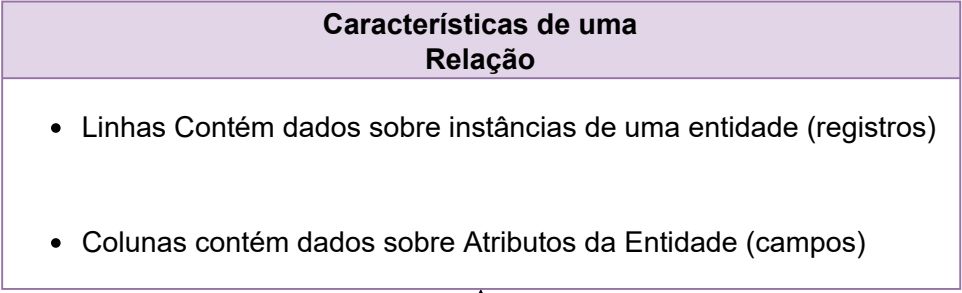 Características de uma
Relação
• Linhas Contém dados sobre instâncias de uma entidade (registros)
• Colunas contém dados sobre Atributos da Entidade (campos)